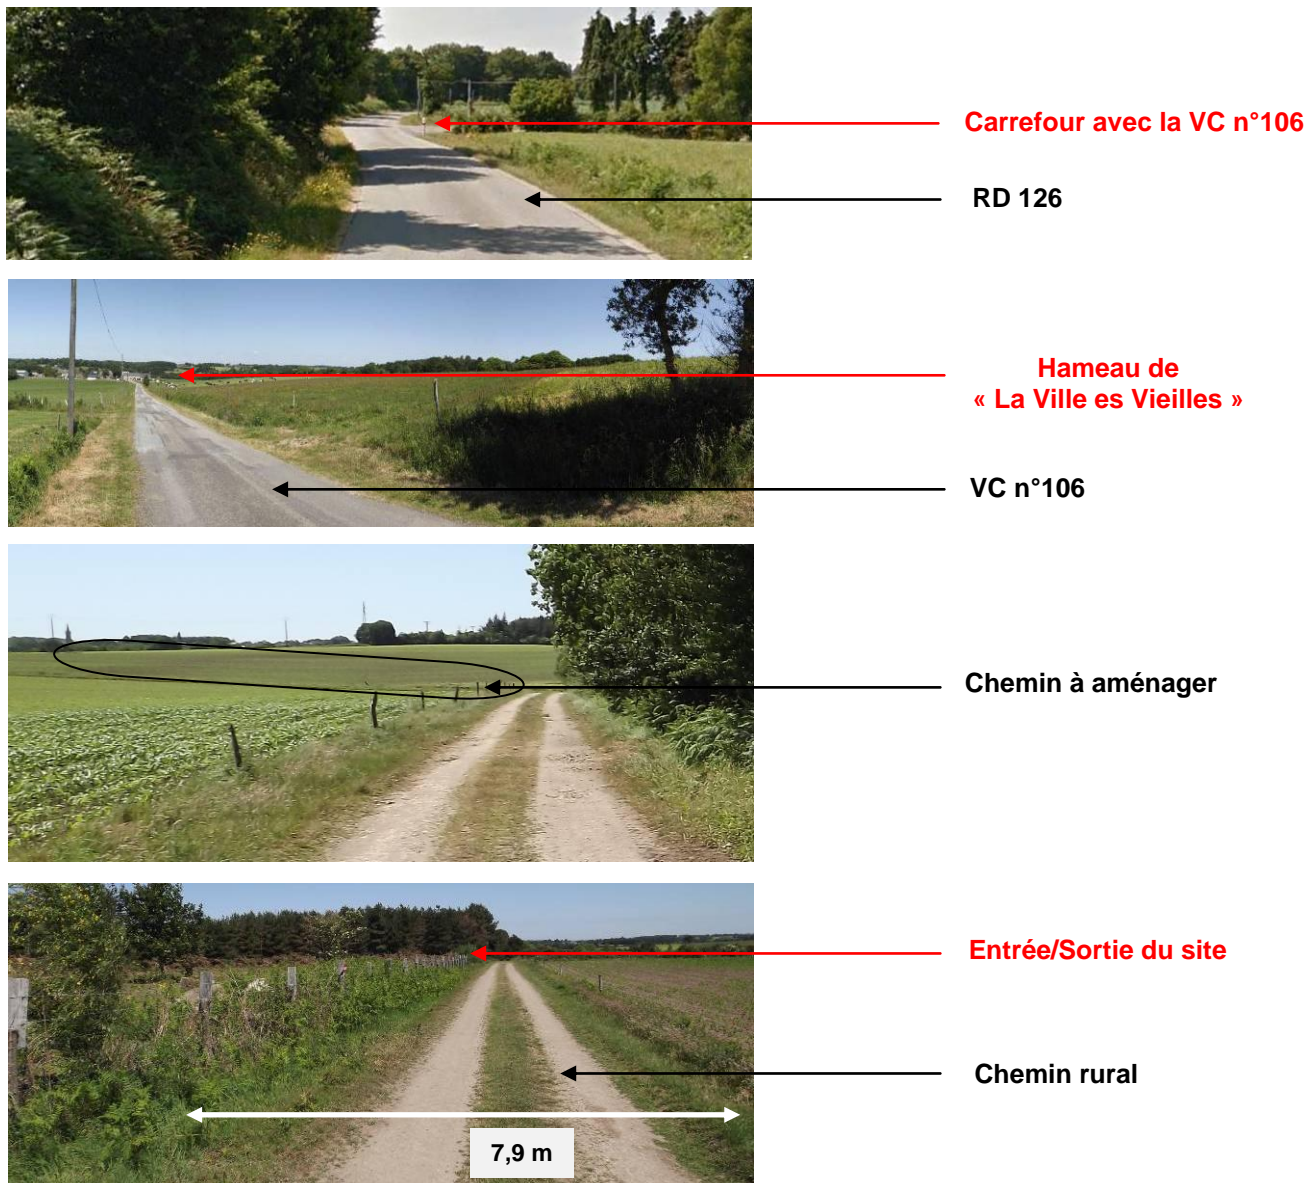 Carrefour avec la VC n°106
RD 126
Hameau de
« La Ville es Vieilles »
VC n°106
Chemin à aménager
Entrée/Sortie du site
Chemin rural
7,9 m